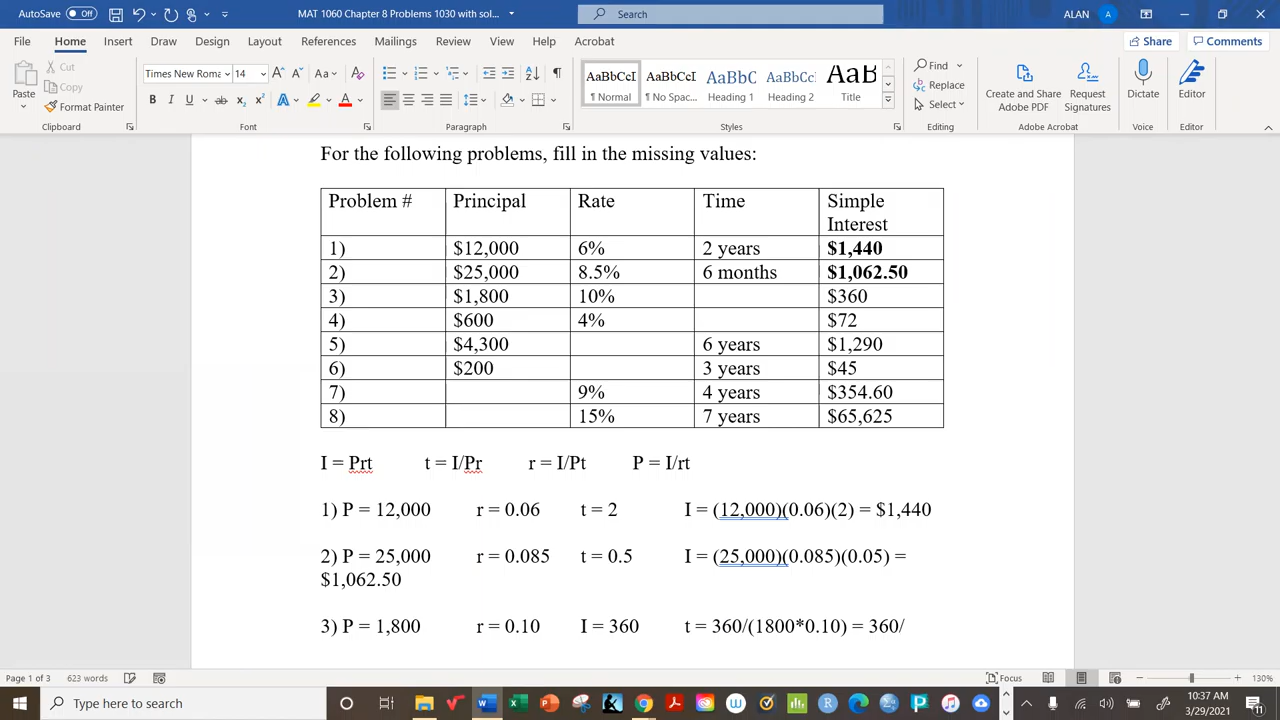 AutoSave Off MAT 1060 Chapter 8 Problems 1030 with sol... Search ALAN A
File Home Insert Draw Design Layout References Mailings Review View Help Acrobat Share Comments
Paste Cut Copy Format Painter
Times New Roma 14 A A Aa
B I U ab x2 x2 A A
AaBbCcI AaBbCcI AaBbC AaBbCc AaB
¶ Normal ¶ No Spac... Heading 1 Heading 2 Title
Find Replace Select
Create and Share Adobe PDF Request Signatures Dictate Editor
Clipboard Font Paragraph Styles Editing Adobe Acrobat Voice Editor
For the following problems, fill in the missing values:
Problem # Principal Rate Time Simple Interest
1) $12,000 6% 2 years $1,440
2) $25,000 8.5% 6 months $1,062.50
3) $1,800 10% $360
4) $600 4% $72
5) $4,300 6 years $1,290
6) $200 3 years $45
7) 9% 4 years $354.60
8) 15% 7 years $65,625
I = Prt t = I/Pr r = I/Pt P = I/rt
1) P = 12,000 r = 0.06 t = 2 I = (12,000)(0.06)(2) = $1,440
2) P = 25,000 r = 0.085 t = 0.5 I = (25,000)(0.085)(0.05) =
$1,062.50
3) P = 1,800 r = 0.10 I = 360 t = 360/(1800*0.10) = 360/
Page 1 of 3 623 words Focus 130%
Type here to search 10:37 AM
3/29/2021 11